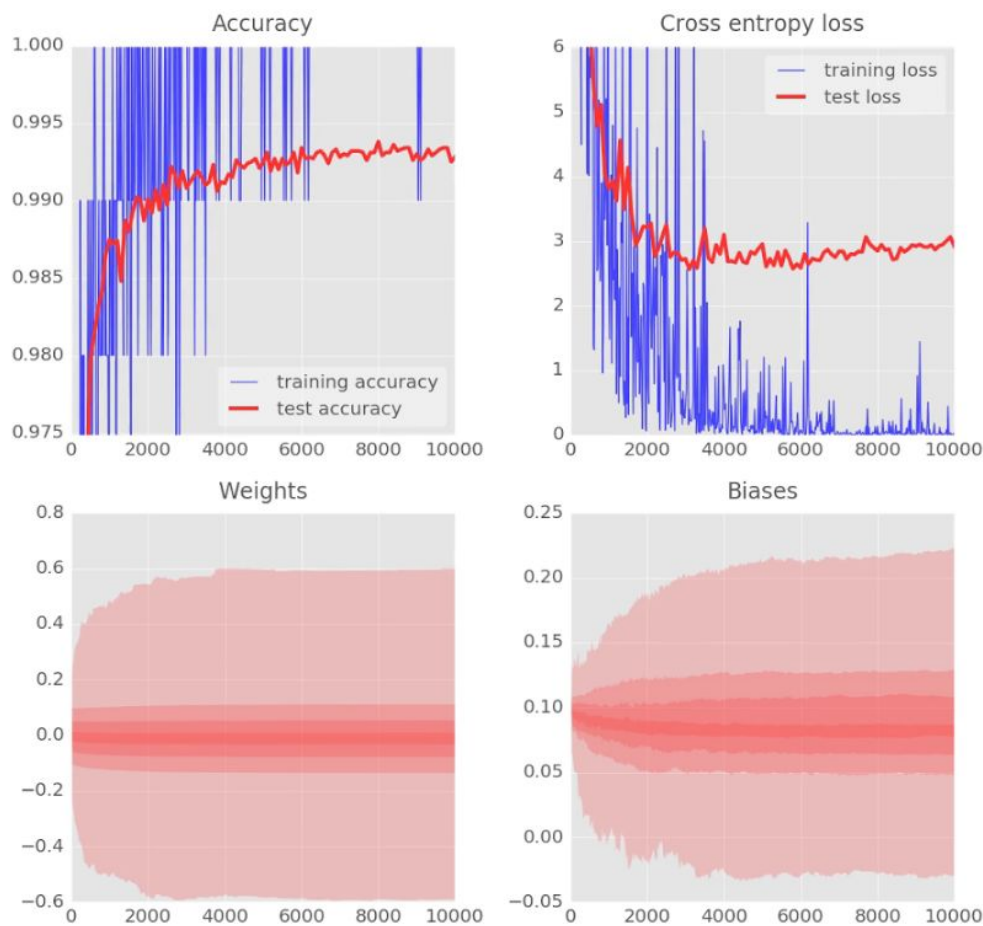 Accuracy
1.000
0.995
0.990
0.985
0.980
0.975
0 2000 4000 6000 8000 10000
training accuracy
test accuracy
Cross entropy loss
6
5
4
3
2
1
0
0 2000 4000 6000 8000 10000
training loss
test loss
Weights
0.8
0.6
0.4
0.2
0.0
−0.2
−0.4
−0.6
0 2000 4000 6000 8000 10000
Biases
0.25
0.20
0.15
0.10
0.05
0.00
−0.05
0 2000 4000 6000 8000 10000